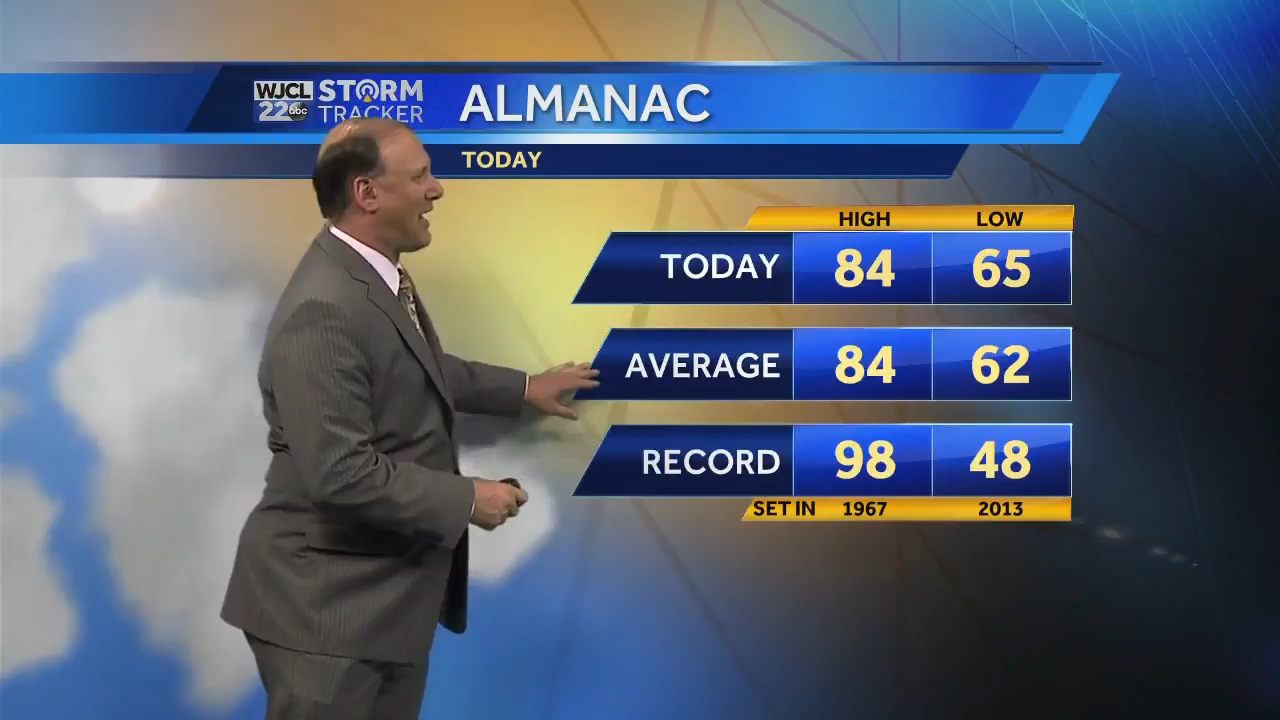 WJCL 22 abc STORM TRACKER ALMANAC
TODAY
HIGH LOW
TODAY 84 65
AVERAGE 84 62
RECORD 98 48
SET IN 1967 2013